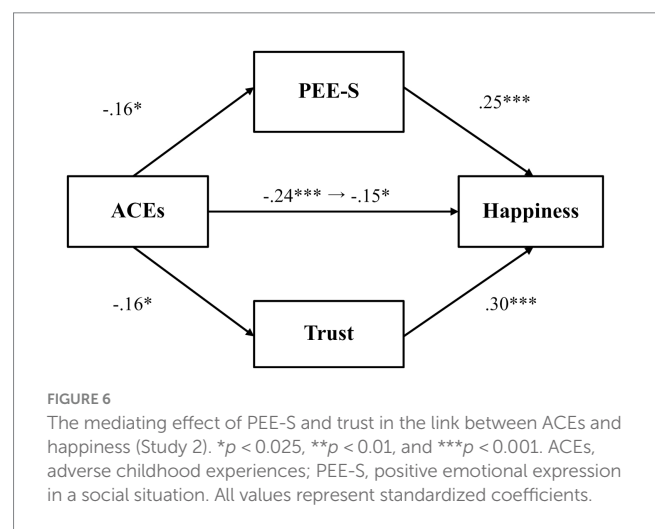 PEE-S
-.16*
.25***
-.24*** → -.15*
ACEs
Happiness
-.16*
.30***
Trust
FIGURE 6
The mediating effect of PEE-S and trust in the link between ACEs and
happiness (Study 2). *p < 0.025, **p < 0.01, and ***p < 0.001. ACEs,
adverse childhood experiences; PEE-S, positive emotional expression
in a social situation. All values represent standardized coefficients.